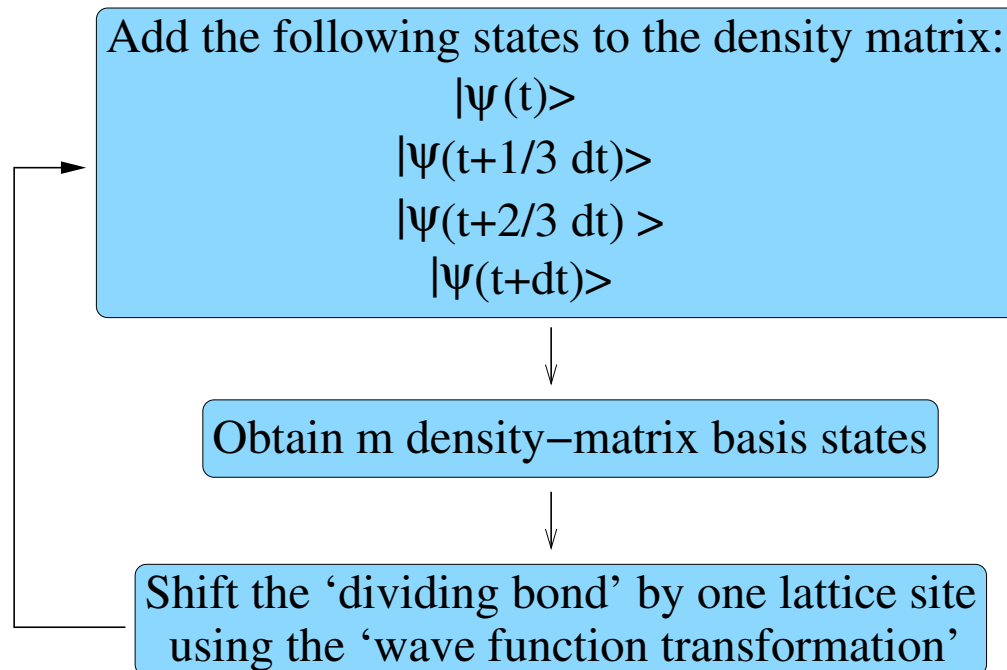 Add the following states to the density matrix:
|ψ(t)>
|ψ(t+1/3 dt)>
|ψ(t+2/3 dt) >
|ψ(t+dt)>
Obtain m density−matrix basis states
Shift the ‘dividing bond’ by one lattice site
using the ‘wave function transformation’